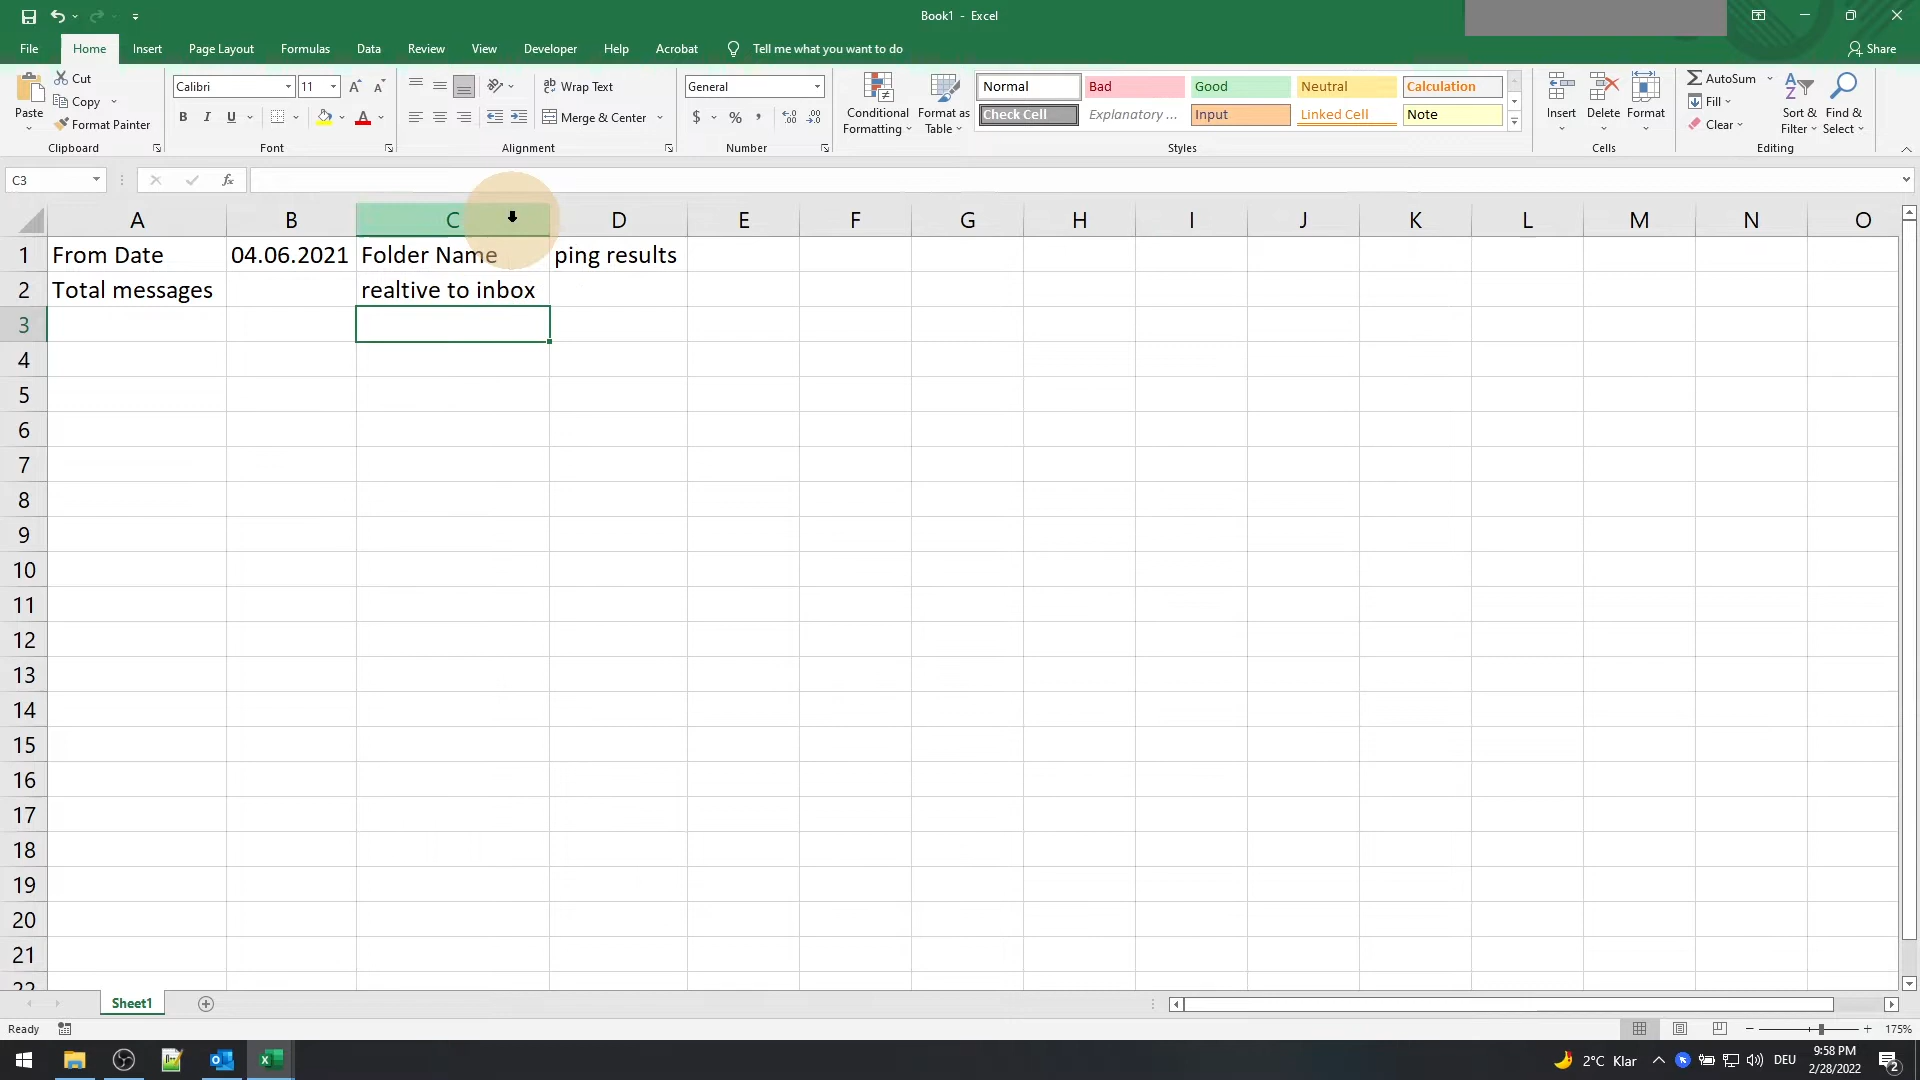 Book1 - Excel
File Home Insert Page Layout Formulas Data Review View Developer Help Acrobat Tell me what you want to do Share
Paste
Cut
Copy
Format Painter
Clipboard
Calibri 11
B I U A
Font
Wrap Text
Merge & Center
Alignment
General
$ % ,
Number
Conditional Formatting
Format as Table
Normal Bad Good Neutral Calculation
Check Cell Explanatory ... Input Linked Cell Note
Styles
Insert Delete Format
Cells
AutoSum
Fill
Clear
Sort & Filter
Find & Select
Editing
C3 fx
A B C D E F G H I J K L M N O
1 From Date 04.06.2021 Folder Name ping results
2 Total messages realtive to inbox
3
4
5
6
7
8
9
10
11
12
13
14
15
16
17
18
19
20
21
22
Sheet1
Ready 175%
2°C Klar DEU 9:58 PM
2/28/2022 2